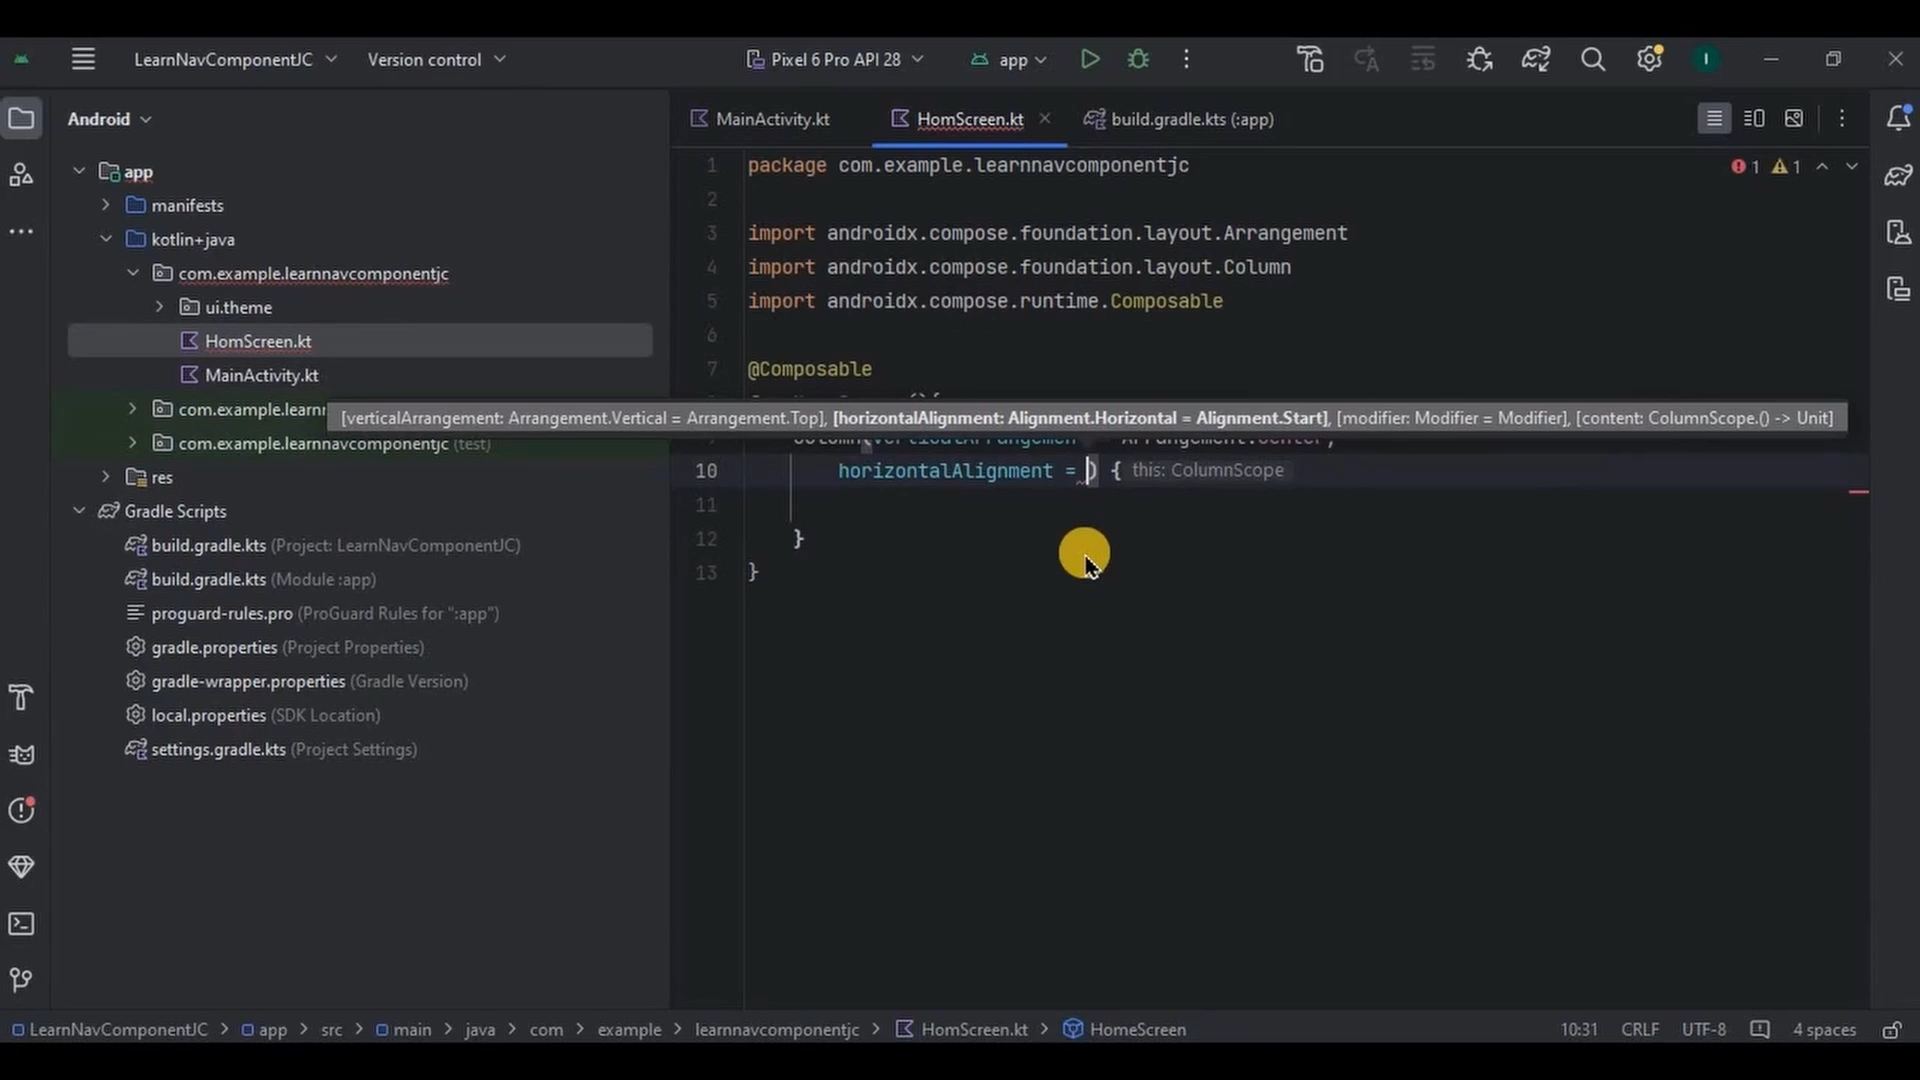 LearnNavComponentJC
Version control
Pixel 6 Pro API 28
app
I
Android
MainActivity.kt
HomScreen.kt
build.gradle.kts (:app)
app
manifests
kotlin+java
com.example.learnnavcomponentjc
ui.theme
HomScreen.kt
MainActivity.kt
com.example.learn
com.example.learnnavcomponentjc (test)
res
Gradle Scripts
build.gradle.kts (Project: LearnNavComponentJC)
build.gradle.kts (Module :app)
proguard-rules.pro (ProGuard Rules for ":app")
gradle.properties (Project Properties)
gradle-wrapper.properties (Gradle Version)
local.properties (SDK Location)
settings.gradle.kts (Project Settings)
1 package com.example.learnnavcomponentjc
1 1
2
3 import androidx.compose.foundation.layout.Arrangement
4 import androidx.compose.foundation.layout.Column
5 import androidx.compose.runtime.Composable
6
7 @Composable
(){
[verticalArrangement: Arrangement.Vertical = Arrangement.Top], [horizontalAlignment: Alignment.Horizontal = Alignment.Start], [modifier: Modifier = Modifier], [content: ColumnScope.() -> Unit]
Column(verticalArrangemen Arrangement.Center,
10 horizontalAlignment = ) { this: ColumnScope
11
12 }
13 }
LearnNavComponentJC > app > src > main > java > com > example > learnnavcomponentjc > HomScreen.kt > HomeScreen
10:31 CRLF UTF-8 4 spaces